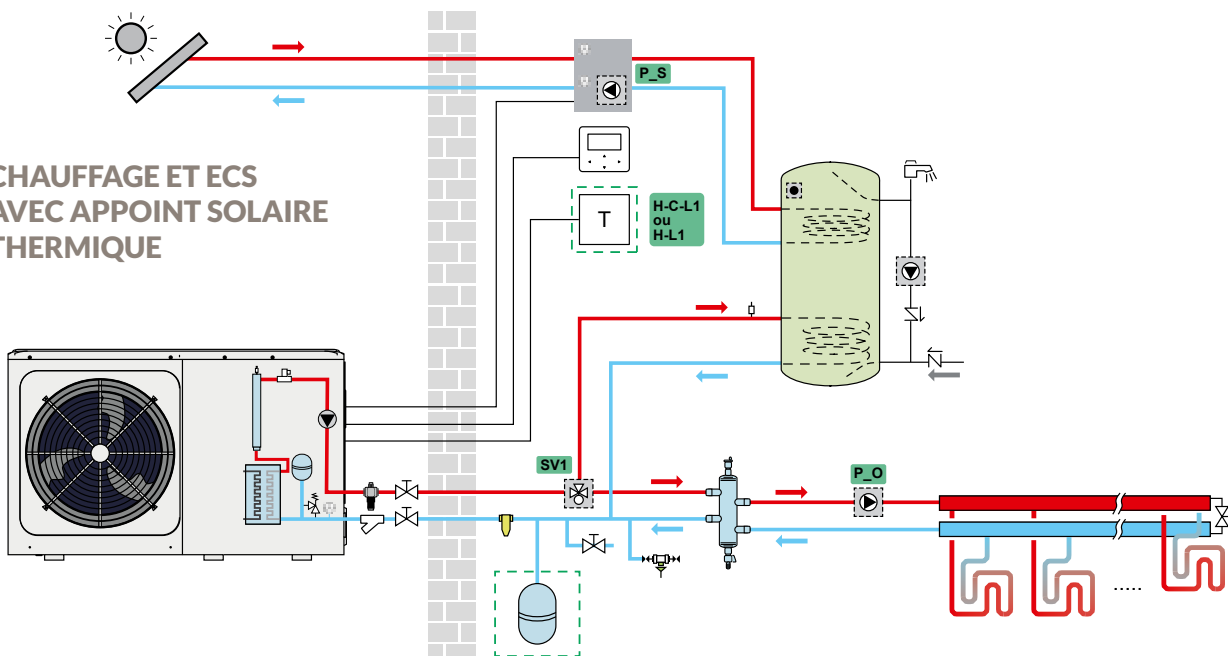 P_S
CHAUFFAGE ET ECS
AVEC APPOINT SOLAIRE
THERMIQUE
T
H-C-L1
ou
H-L1
SV1
P_O
.....